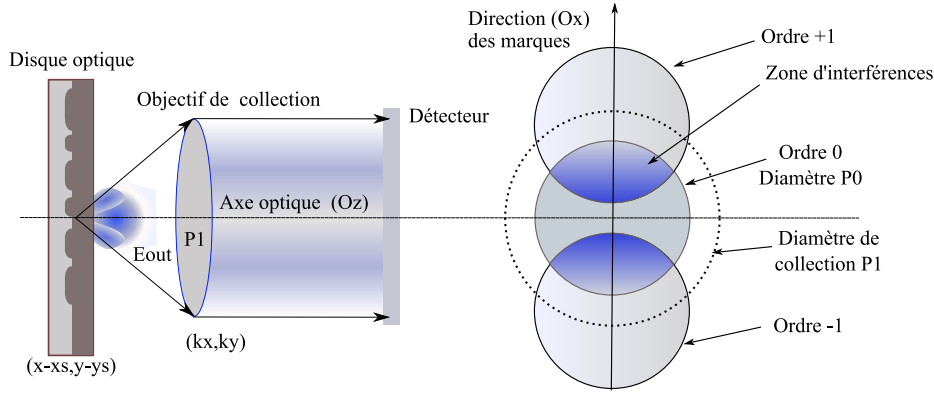 Disque optique
Objectif de collection
Détecteur
Axe optique (Oz)
Eout
P1
(kx,ky)
(x-xs,y-ys)
Direction (Ox)
des marques
Ordre +1
Zone d'interférences
Ordre 0
Diamètre P0
Diamètre de
collection P1
Ordre -1